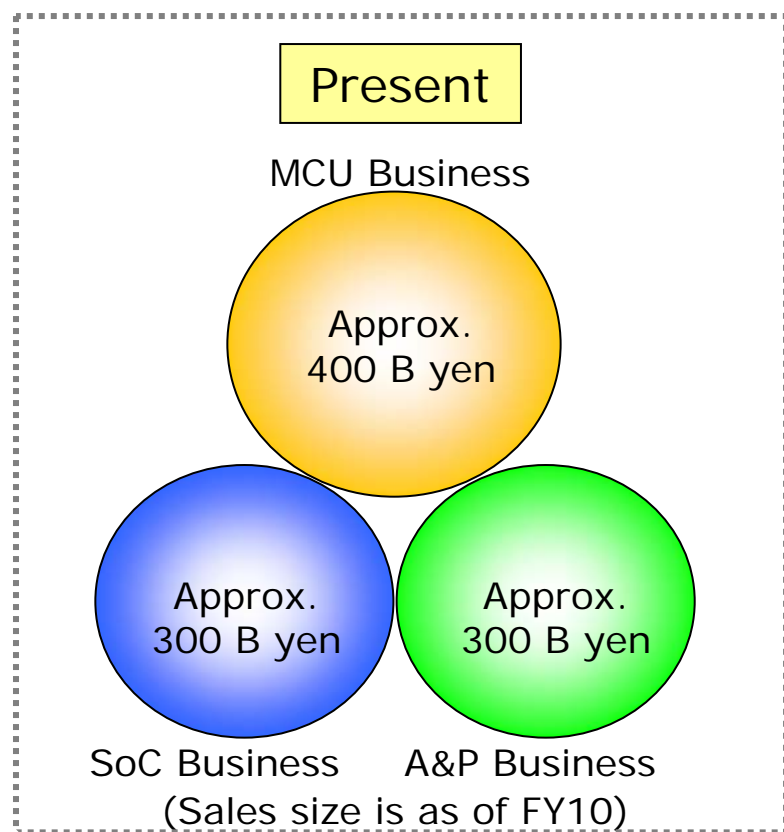 Present
MCU Business
Approx.
400 B yen
Approx.
300 B yen
Approx.
300 B yen
SoC Business
A&P Business
(Sales size is as of FY10)